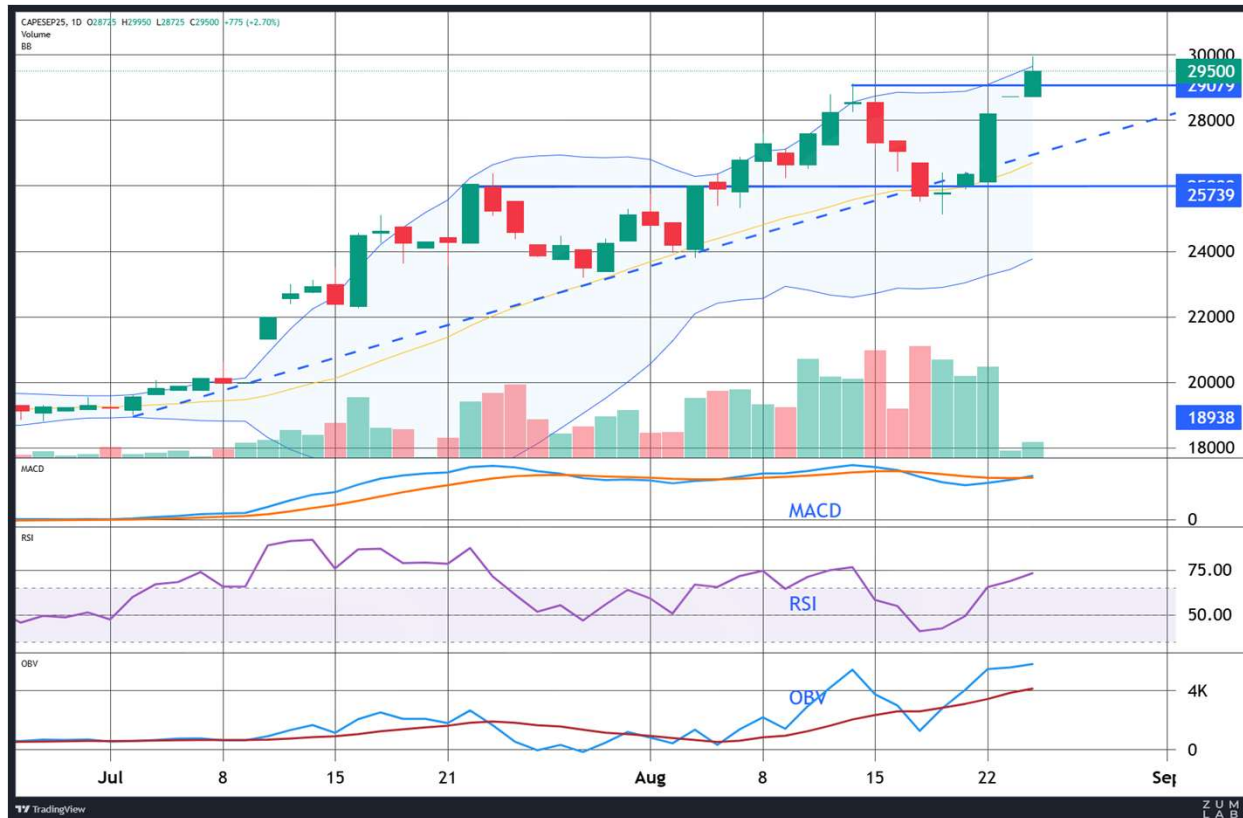 CAPESEP25, 1D O28725 H29950 L28725 C29500 +775 (+2.70%)
Volume
BB
30000
29500
29079
28000
25739
24000
22000
20000
18938
18000
MACD
MACD
0
RSI
75.00
RSI
50.00
OBV
OBV
4K
0
Jul 8 15 21 Aug 8 15 22 Sep
TradingView
ZUM
LAB